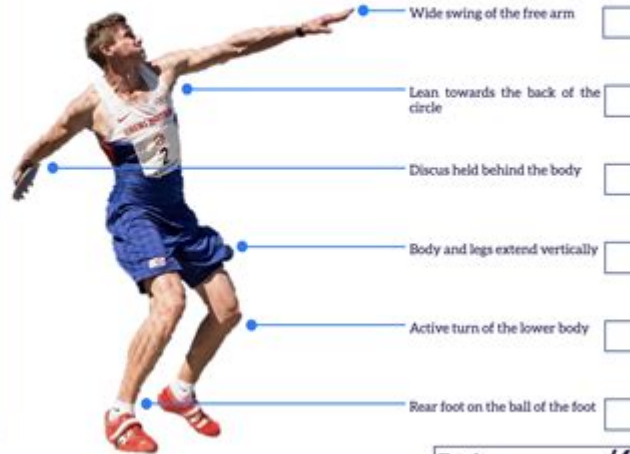 Wide swing of the free arm
Lean towards the back of the
circle
Discus held behind the body
2
Body and legs extend vertically
Active turn of the lower body
Rear foot on the ball of the foot